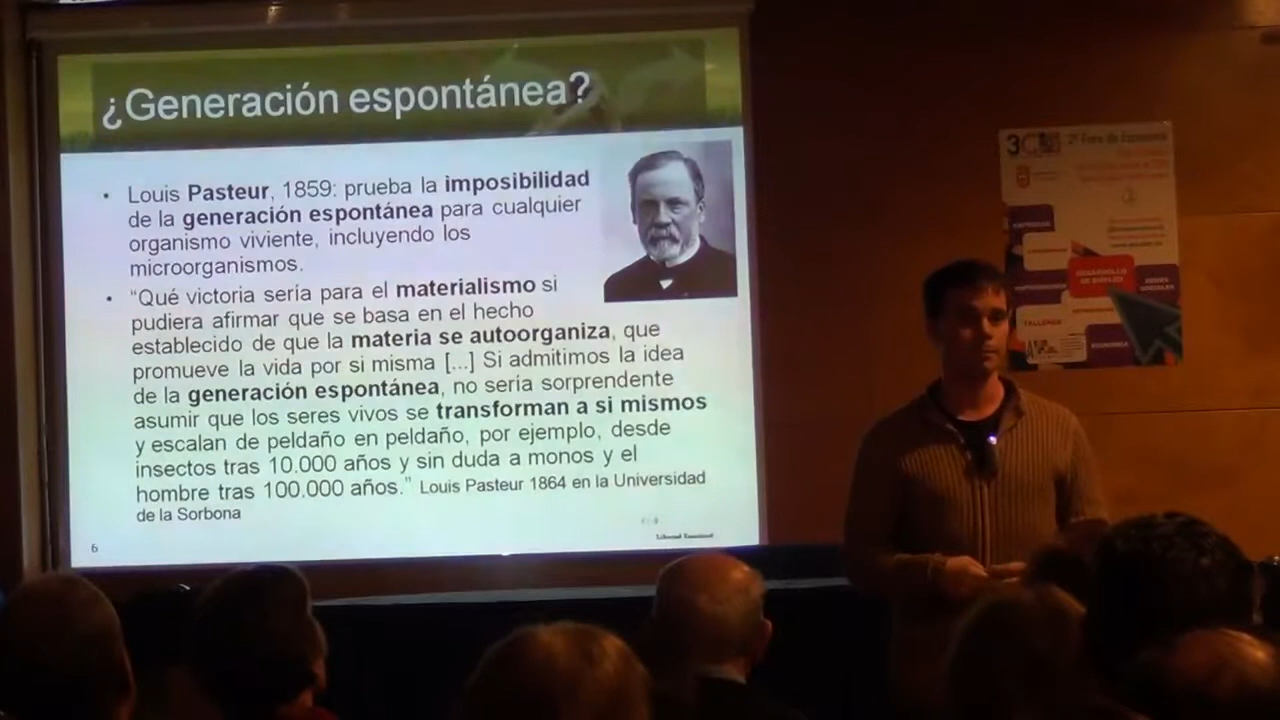 ¿Generación espontánea?
• Louis Pasteur, 1859: prueba la imposibilidad
de la generación espontánea para cualquier
organismo viviente, incluyendo los
microorganismos.
• “Qué victoria sería para el materialismo si
pudiera afirmar que se basa en el hecho
establecido de que la materia se autoorganiza, que
promueve la vida por si misma [...] Si admitimos la idea
de la generación espontánea, no sería sorprendente
asumir que los seres vivos se transforman a si mismos
y escalan de peldaño en peldaño, por ejemplo, desde
insectos tras 10.000 años y sin duda a monos y el
hombre tras 100.000 años.” Louis Pasteur 1864 en la Universidad
de la Sorbona
6
DESARROLLO
DE EMPLEO
REDES
SOCIALES
TALLERES